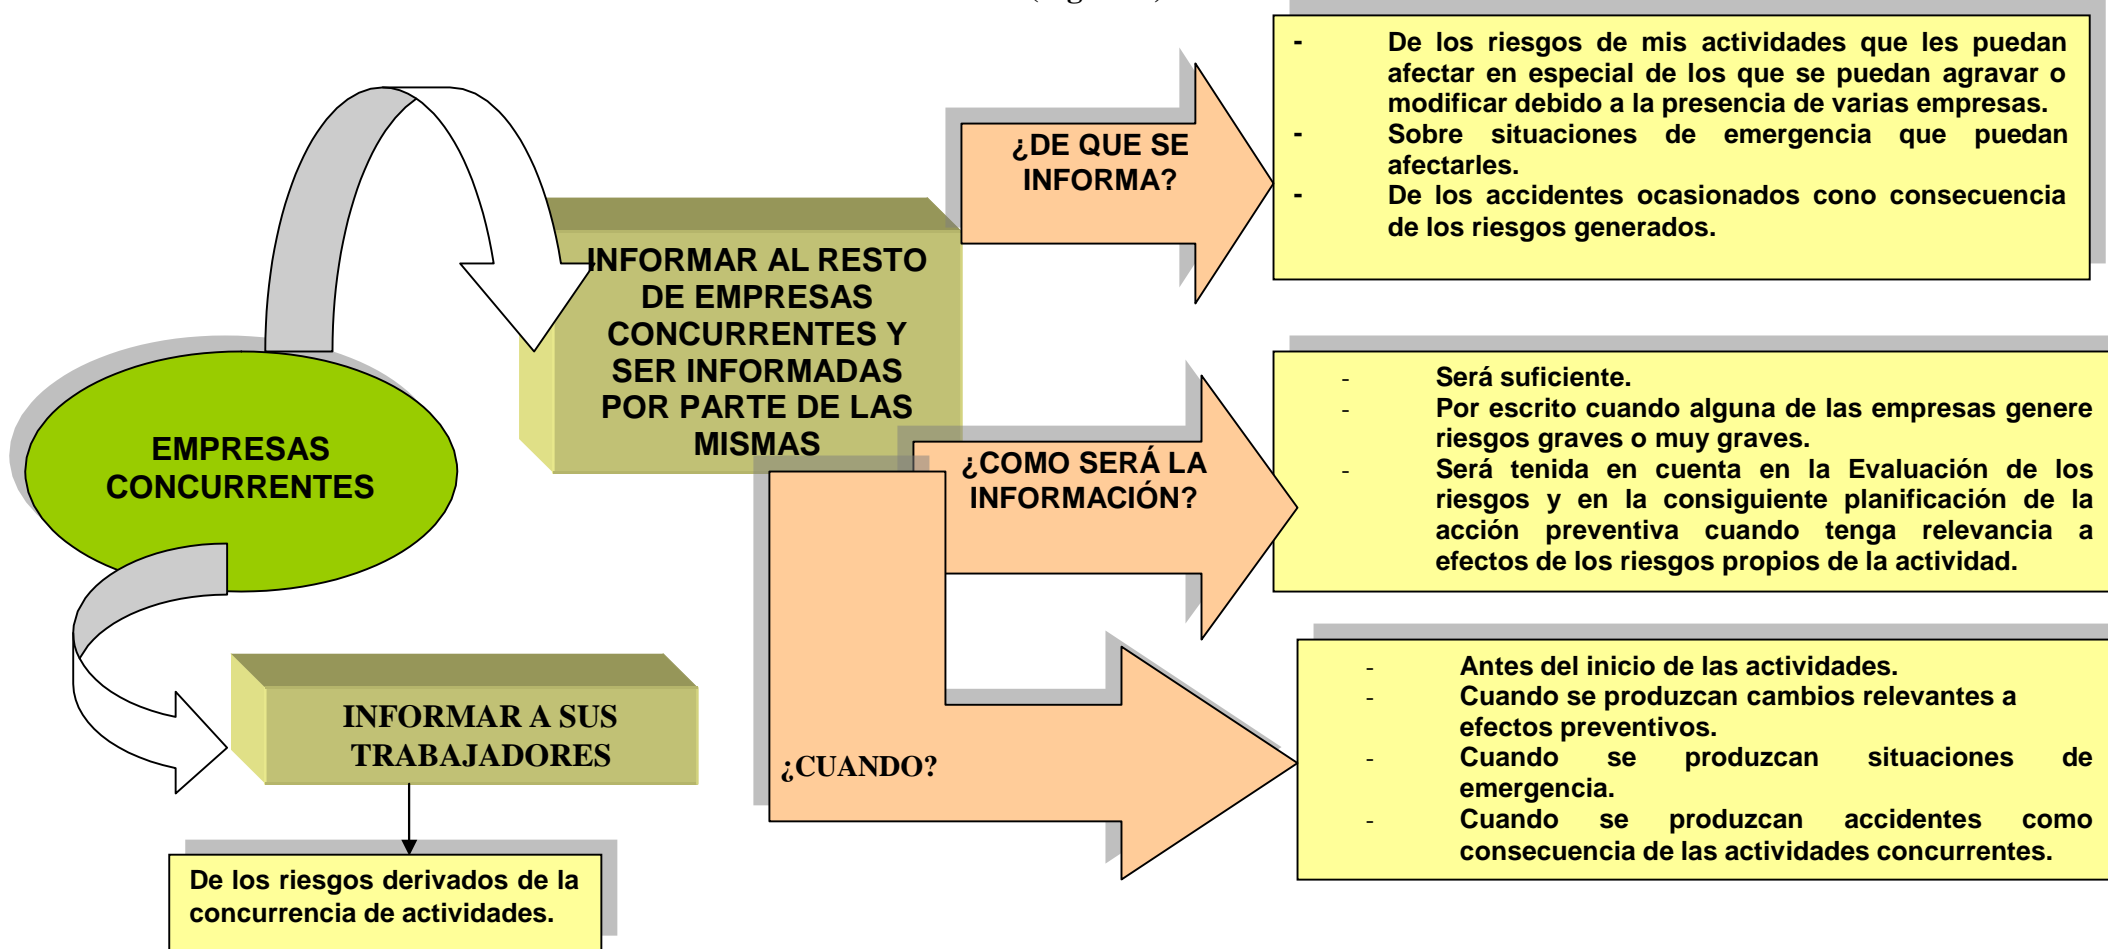 ¿DE QUE SE
INFORMA?
- De los riesgos de mis actividades que les puedan
afectar en especial de los que se puedan agravar o
modificar debido a la presencia de varias empresas.
- Sobre situaciones de emergencia que puedan
afectarles.
- De los accidentes ocasionados cono consecuencia
de los riesgos generados.
INFORMAR AL RESTO
DE EMPRESAS
CONCURRENTES Y
SER INFORMADAS
POR PARTE DE LAS
MISMAS
EMPRESAS
CONCURRENTES
¿COMO SERÁ LA
INFORMACIÓN?
- Será suficiente.
- Por escrito cuando alguna de las empresas genere
riesgos graves o muy graves.
- Será tenida en cuenta en la Evaluación de los
riesgos y en la consiguiente planificación de la
acción preventiva cuando tenga relevancia a
efectos de los riesgos propios de la actividad.
INFORMAR A SUS
TRABAJADORES
¿CUANDO?
- Antes del inicio de las actividades.
- Cuando se produzcan cambios relevantes a
efectos preventivos.
- Cuando se produzcan situaciones de
emergencia.
- Cuando se produzcan accidentes como
consecuencia de las actividades concurrentes.
De los riesgos derivados de la
concurrencia de actividades.